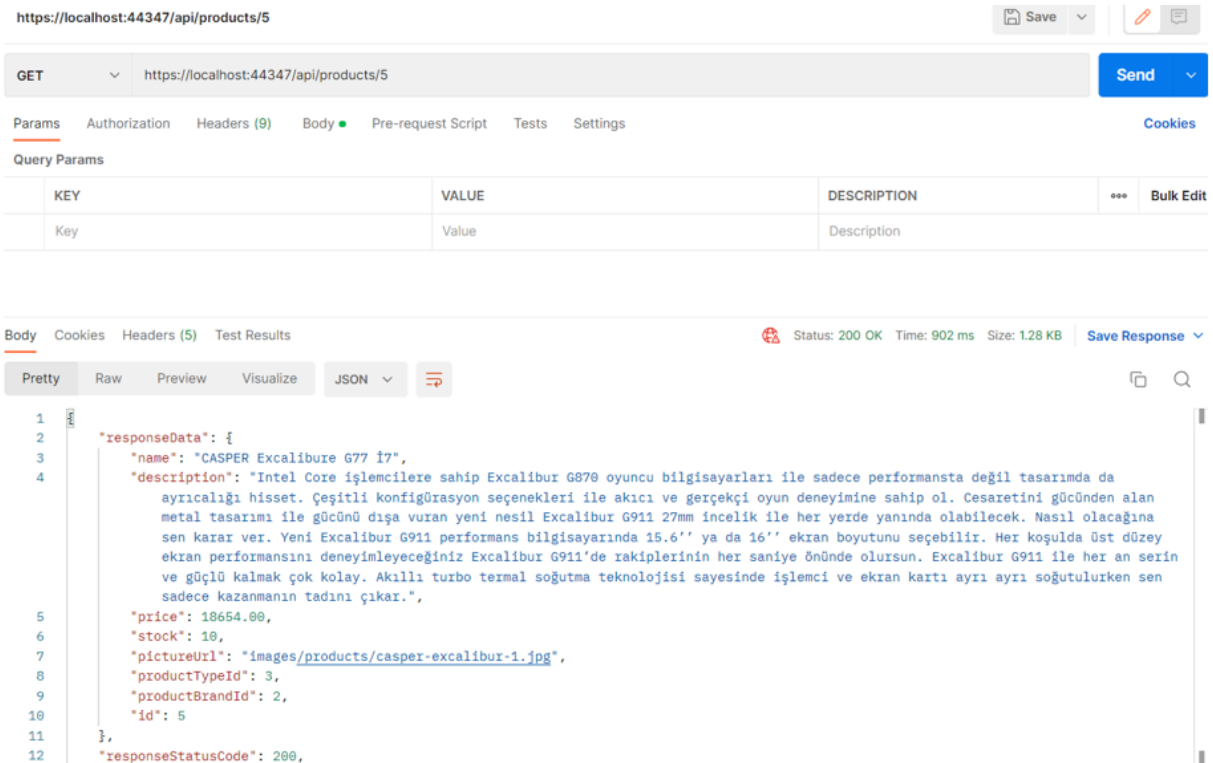 https://localhost:44347/api/products/5
Save
GET
https://localhost:44347/api/products/5
Send
Params Authorization Headers (9) Body Pre-request Script Tests Settings Cookies
Query Params
KEY VALUE DESCRIPTION Bulk Edit
Key Value Description
Body Cookies Headers (5) Test Results Status: 200 OK Time: 902 ms Size: 1.28 KB Save Response
Pretty Raw Preview Visualize JSON
1 {
2 "responseData": {
3 "name": "CASPER Excalibure G77 İ7",
4 "description": "Intel Core işlemcilere sahip Excalibur G870 oyuncu bilgisayarları ile sadece performansta değil tasarımda da
ayrıcalığı hisset. Çeşitli konfigürasyon seçenekleri ile akıcı ve gerçekçi oyun deneyimine sahip ol. Cesaretini gücünden alan
metal tasarımı ile gücünü dışa vuran yeni nesil Excalibur G911 27mm incelik ile her yerde yanında olabilecek. Nasıl olacağına
sen karar ver. Yeni Excalibur G911 performans bilgisayarında 15.6’’ ya da 16’’ ekran boyutunu seçebilir. Her koşulda üst düzey
ekran performansını deneyimleyeceğiniz Excalibur G911’de rakiplerinin her saniye önünde olursun. Excalibur G911 ile her an serin
ve güçlü kalmak çok kolay. Akıllı turbo termal soğutma teknolojisi sayesinde işlemci ve ekran kartı ayrı ayrı soğutulurken sen
sadece kazanmanın tadını çıkar.",
5 "price": 18654.00,
6 "stock": 10,
7 "pictureUrl": "images/products/casper-excalibur-1.jpg",
8 "productTypeId": 3,
9 "productBrandId": 2,
10 "id": 5
11 },
12 "responseStatusCode": 200,